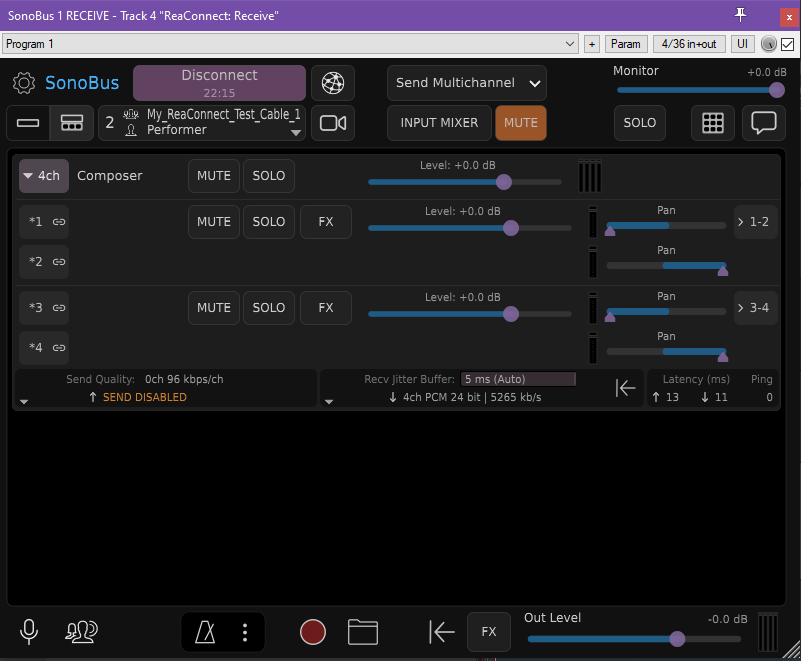 SonoBus 1 RECEIVE - Track 4 "ReaConnect: Receive"
Program 1
+
Param
4/36 in+out
UI
SonoBus
Disconnect
22:15
Send Multichannel
Monitor
+0.0 dB
2
My_ReaConnect_Test_Cable_1
Performer
INPUT MIXER
MUTE
SOLO
4ch
Composer
MUTE
SOLO
Level: +0.0 dB
*1
MUTE
SOLO
FX
Level: +0.0 dB
Pan
1-2
*2
Pan
*3
MUTE
SOLO
FX
Level: +0.0 dB
Pan
3-4
*4
Pan
Send Quality: 0ch 96 kbps/ch
↑ SEND DISABLED
Recv Jitter Buffer: 5 ms (Auto)
↓ 4ch PCM 24 bit | 5265 kb/s
Latency (ms) Ping
↑ 13 ↓ 11 0
FX
Out Level
-0.0 dB